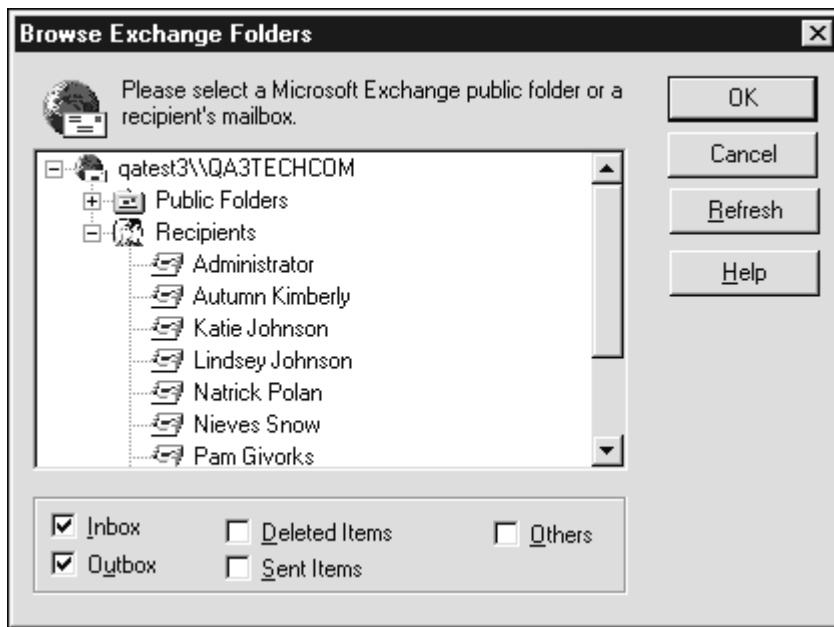 Browse Exchange Folders
Please select a Microsoft Exchange public folder or a
recipient's mailbox.
OK
Cancel
Refresh
Help
qatest3\\QA3TECHCOM
Public Folders
Recipients
Administrator
Autumn Kimberly
Katie Johnson
Lindsey Johnson
Natrick Polan
Nieves Snow
Pam Givorks
Inbox
Deleted Items
Others
Outbox
Sent Items